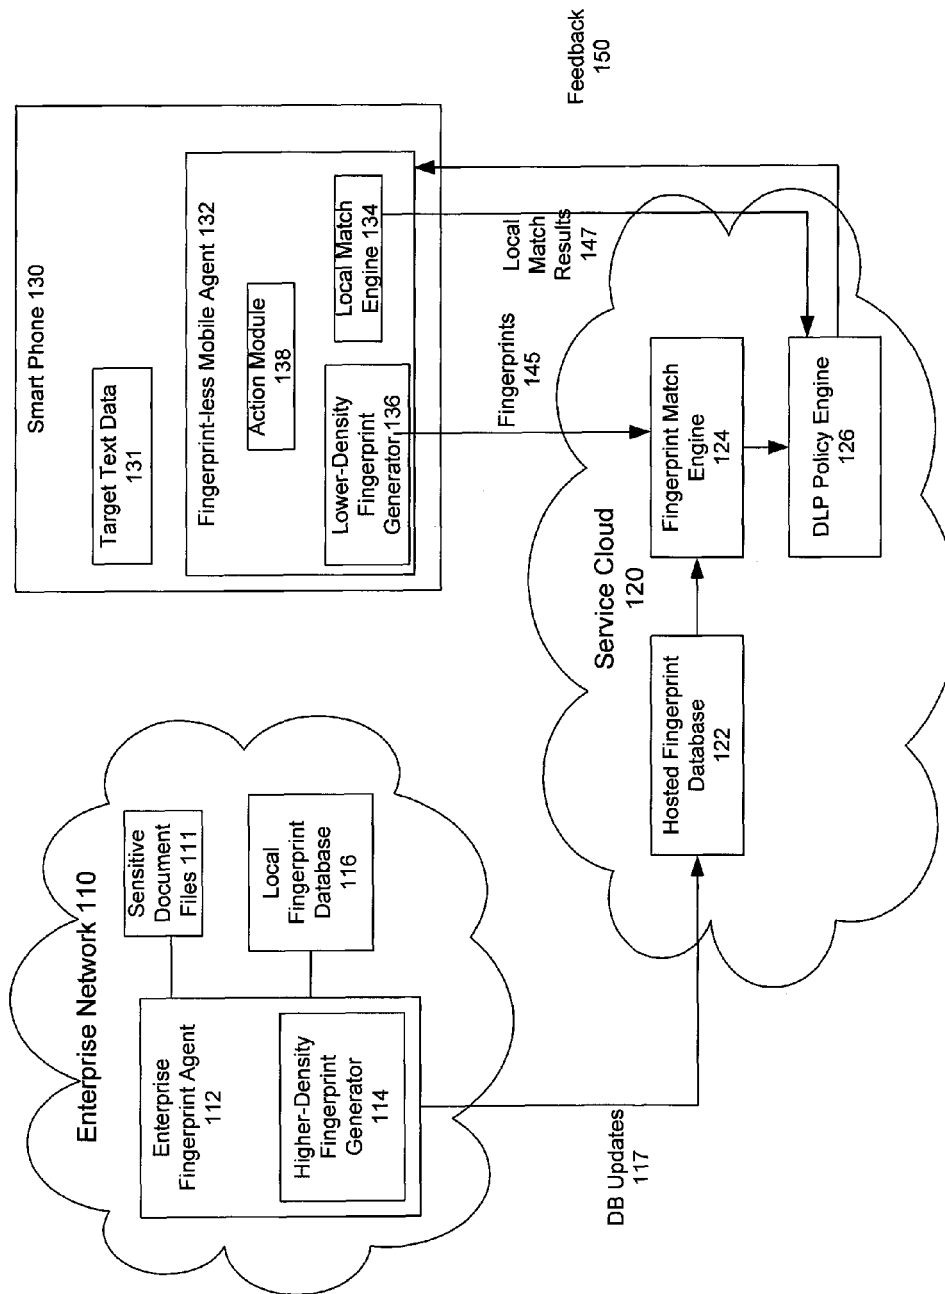 Enterprise Network 110
Enterprise
Fingerprint Agent
112
Higher-Density
Fingerprint
Generator
114
Sensitive
Document
Files 111
Local
Fingerprint
Database
116
DB Updates
117
Smart Phone 130
Target Text Data
131
Fingerprint-less Mobile Agent 132
Action Module
138
Lower-Density
Fingerprint
Generator 136
Local Match
Engine 134
Fingerprints
145
Local
Match
Results
147
Feedback
150
Service Cloud
120
Hosted Fingerprint
Database
122
Fingerprint Match
Engine
124
DLP Policy Engine
126